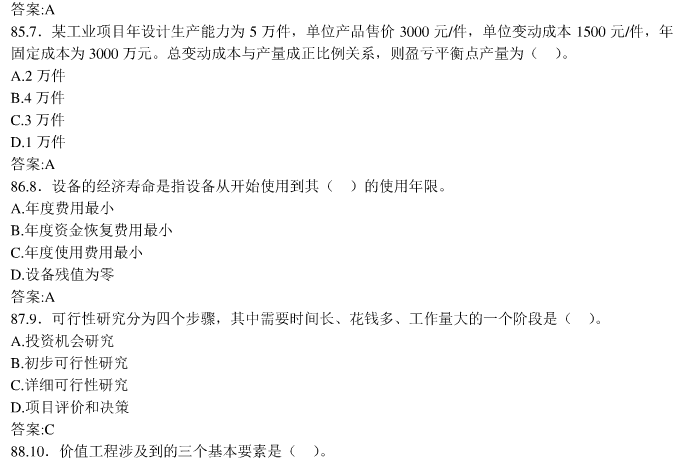 答案:A
85.7．某工业项目年设计生产能力为 5 万件，单位产品售价 3000 元/件，单位变动成本 1500 元/件，年
固定成本为 3000 万元。总变动成本与产量成正比例关系，则盈亏平衡点产量为（　）。
A.2 万件
B.4 万件
C.3 万件
D.1 万件
答案:A
86.8．设备的经济寿命是指设备从开始使用到其（　）的使用年限。
A.年度费用最小
B.年度资金恢复费用最小
C.年度使用费用最小
D.设备残值为零
答案:A
87.9．可行性研究分为四个步骤，其中需要时间长、花钱多、工作量大的一个阶段是（　）。
A.投资机会研究
B.初步可行性研究
C.详细可行性研究
D.项目评价和决策
答案:C
88.10．价值工程涉及到的三个基本要素是（　）。